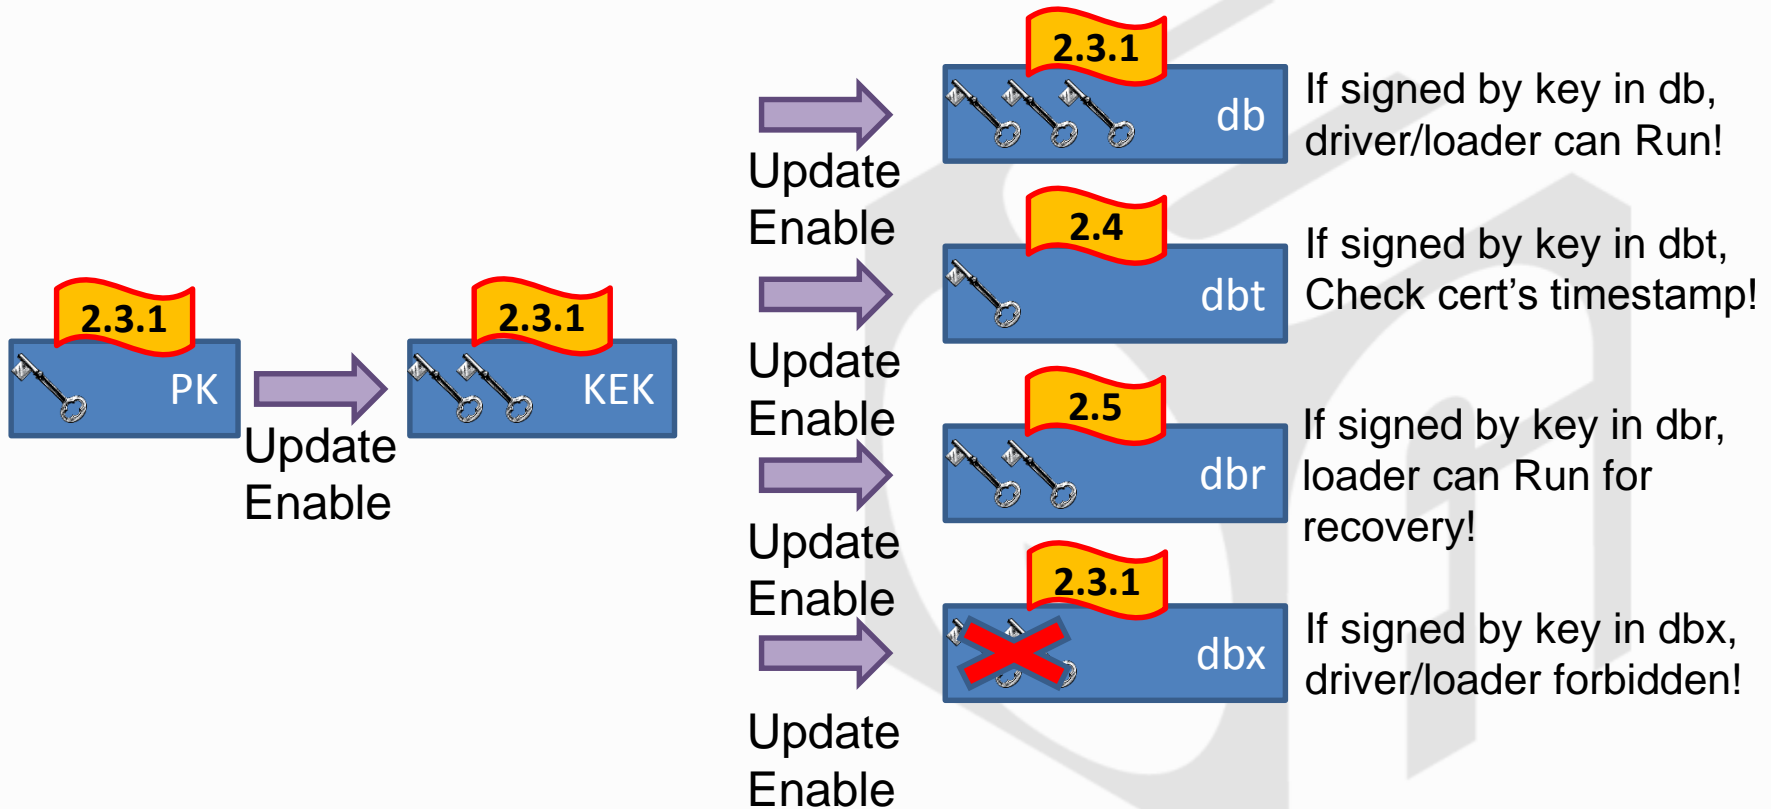 2.3.1
PK
Update
Enable
2.3.1
KEK
Update
Enable
2.3.1
db
If signed by key in db,
driver/loader can Run!
Update
Enable
2.4
dbt
If signed by key in dbt,
Check cert's timestamp!
Update
Enable
2.5
dbr
If signed by key in dbr,
loader can Run for
recovery!
Update
Enable
2.3.1
dbx
If signed by key in dbx,
driver/loader forbidden!